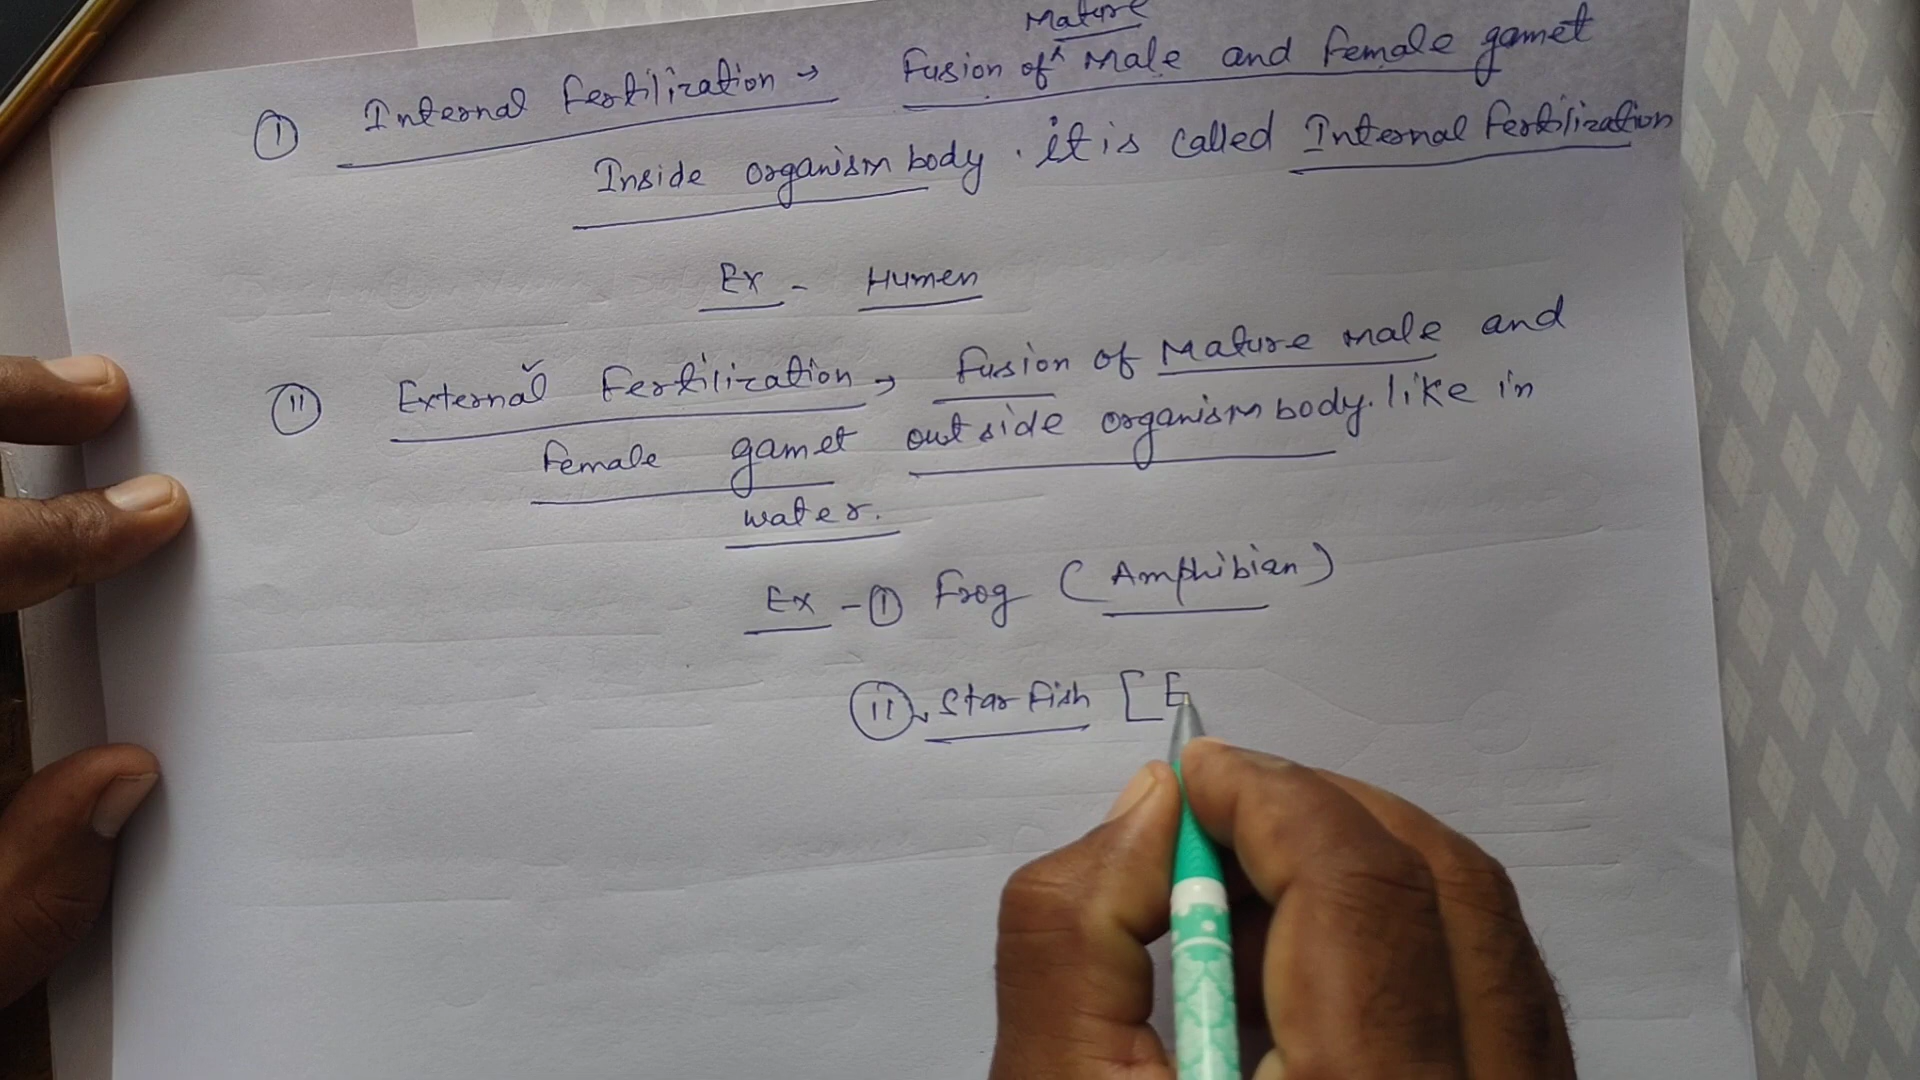 Mature
① Internal Fertilization → Fusion of ^ Male and Female gamet
Inside organism body. it is called Internal Fertilization
Ex - Humen
⑪ External Fertilization → Fusion of Mature male and
Female gamet out side organism body. like in
water.
Ex - ① Frog (Amphibian)
⑪. Star Fish [E